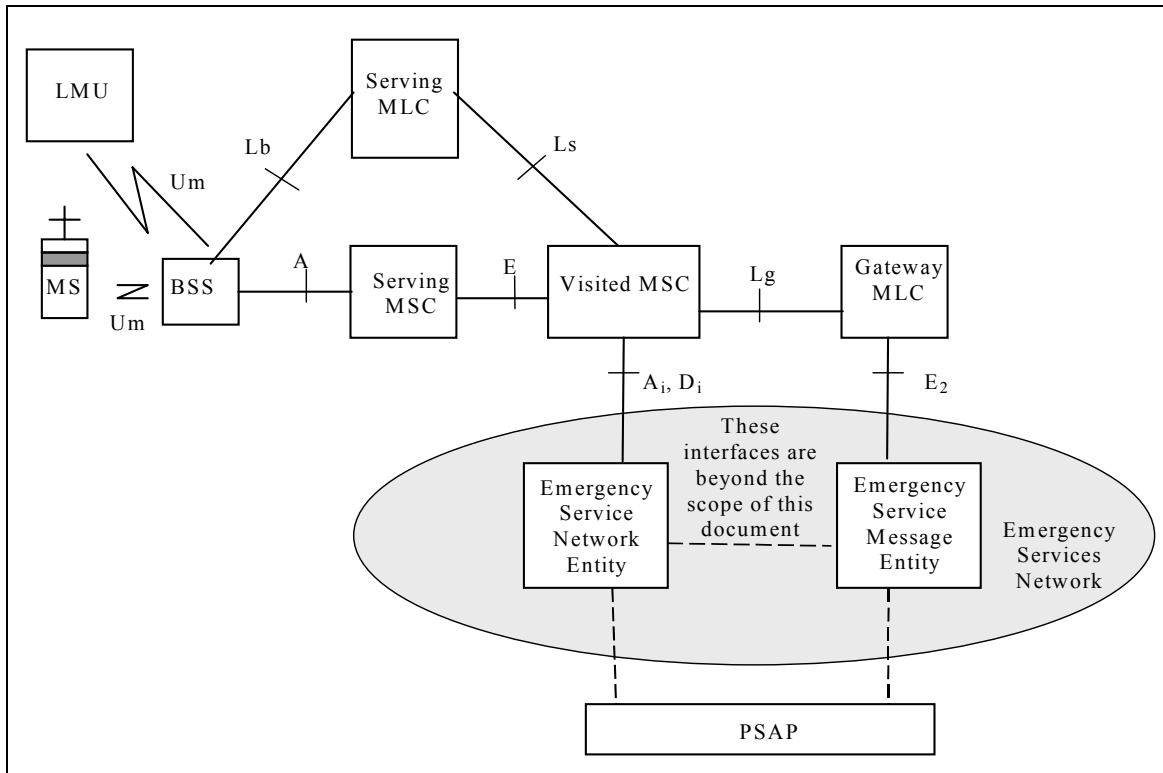 LMU
Serving
MLC
Lb
Ls
Um
MS
Um
BSS
A
Serving
MSC
E
Visited MSC
Lg
Gateway
MLC
Ai, Di
E2
These
interfaces are
beyond the
scope of this
document
Emergency
Service
Network
Entity
Emergency
Service
Message
Entity
Emergency
Services
Network
PSAP